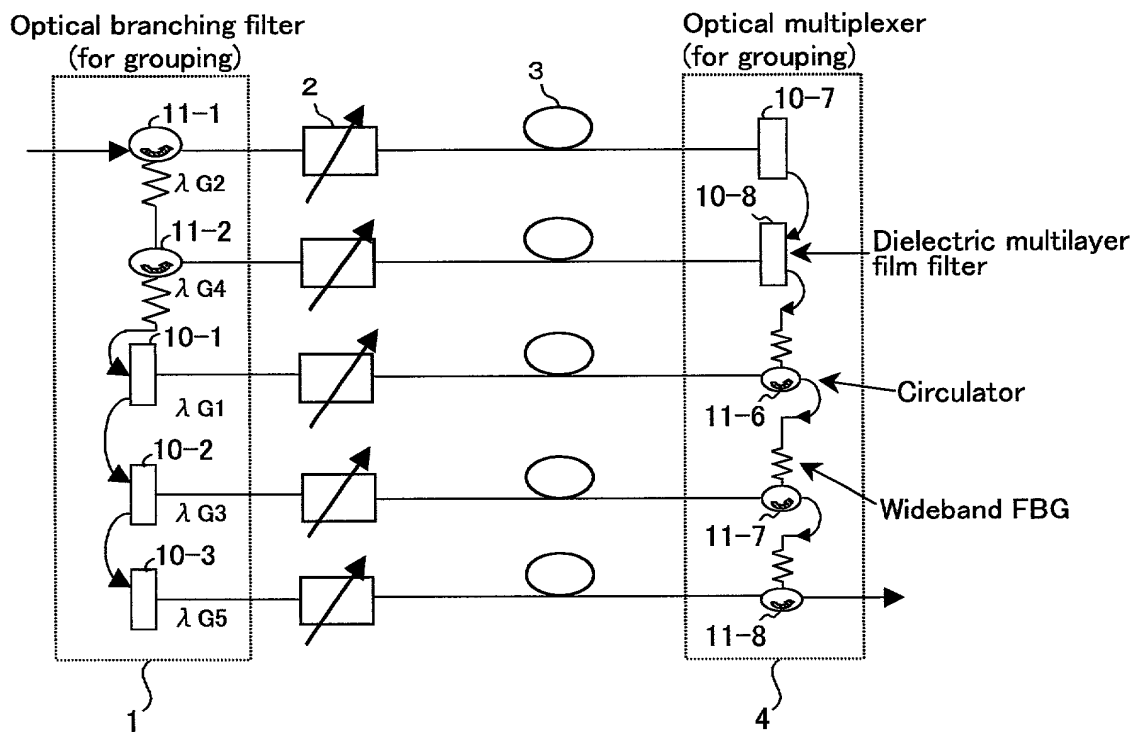 Optical branching filter
(for grouping)
Optical multiplexer
(for grouping)
11-1
2
3
10-7
λ G2
10-8
11-2
Dielectric multilayer
film filter
λ G4
10-1
λ G1
11-6
Circulator
10-2
λ G3
11-7
Wideband FBG
10-3
λ G5
11-8
1
4